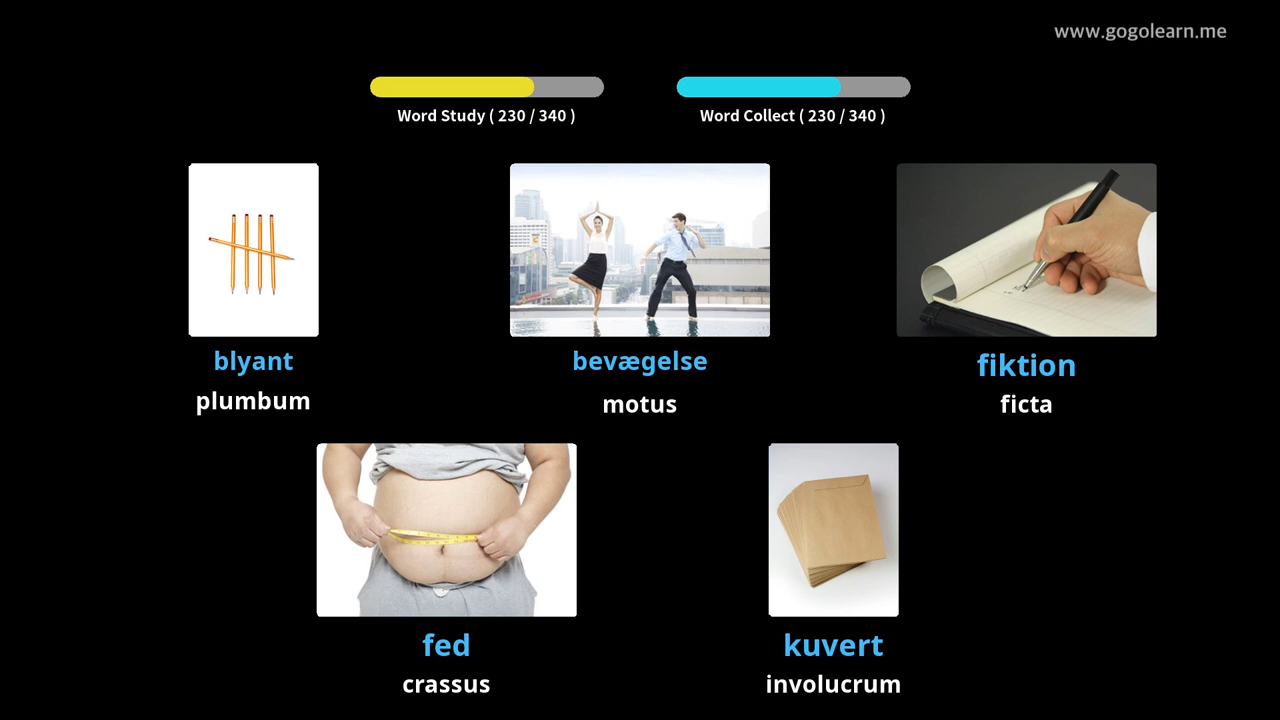 www.gogolearn.me
Word Study ( 230 / 340 )
Word Collect ( 230 / 340 )
blyant
plumbum
bevægelse
motus
fiktion
ficta
fed
crassus
kuvert
involucrum